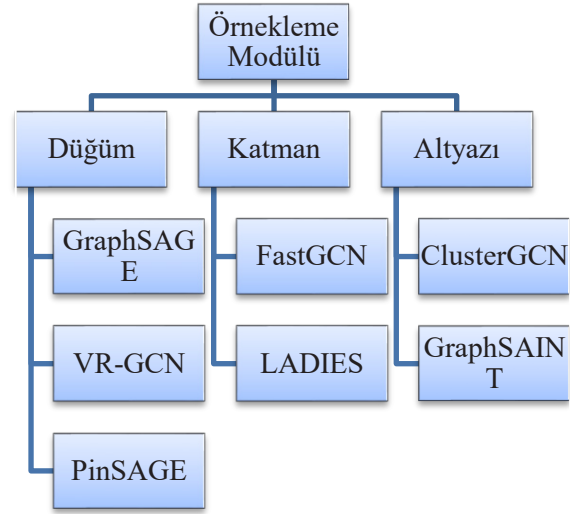 Örnekleme
Modülü
Düğüm
Katman
Altyazı
GraphSAG
E
FastGCN
ClusterGCN
VR-GCN
LADIES
GraphSAIN
T
PinSAGE